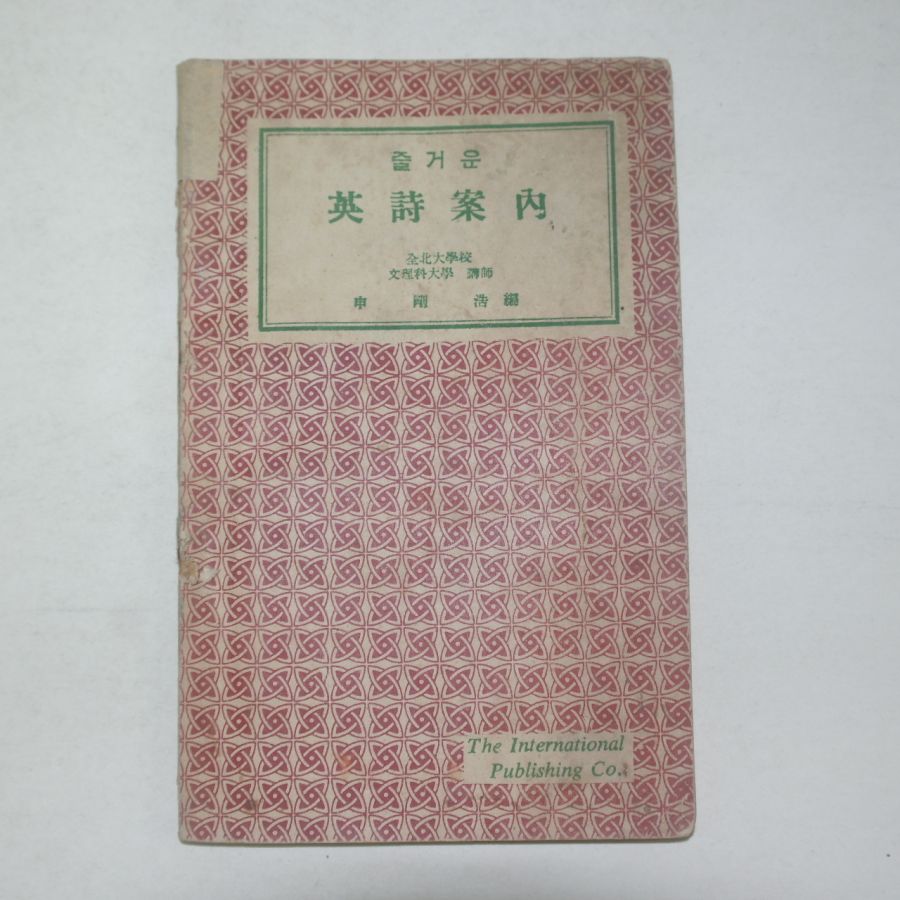 즐거운
英詩案內
全北大學校
文理科大學 講師
申剛浩編
The International
Publishing Co.